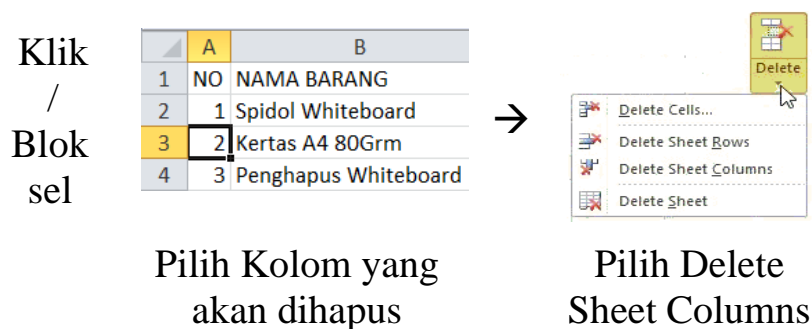 Klik
/
Blok
sel
A B
1 NO NAMA BARANG
2 1 Spidol Whiteboard
3 2 Kertas A4 80Grm
4 3 Penghapus Whiteboard
→
Delete
Delete Cells...
Delete Sheet Rows
Delete Sheet Columns
Delete Sheet
Pilih Kolom yang
akan dihapus
Pilih Delete
Sheet Columns